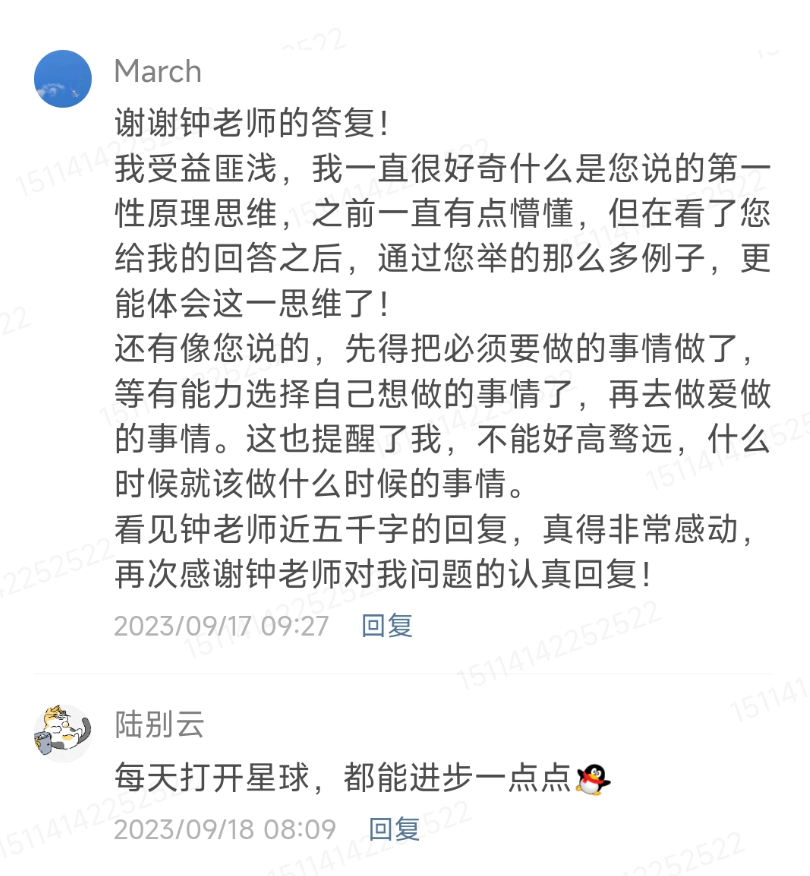 March
谢谢钟老师的答复！
我受益匪浅，我一直很好奇什么是您说的第一
性原理思维，之前一直有点懵懂，但在看了您
给我的回答之后，通过您举的那么多例子，更
能体会这一思维了！
还有像您说的，先得把必须要做的事情做了，
等有能力选择自己想做的事情了，再去做爱做
的事情。这也提醒了我，不能好高骛远，什么
时候就该做什么时候的事情。
看见钟老师近五千字的回复，真得非常感动，
再次感谢钟老师对我问题的认真回复！
2023/09/17 09:27 回复
陆别云
每天打开星球，都能进步一点点
2023/09/18 08:09 回复
15114142252522